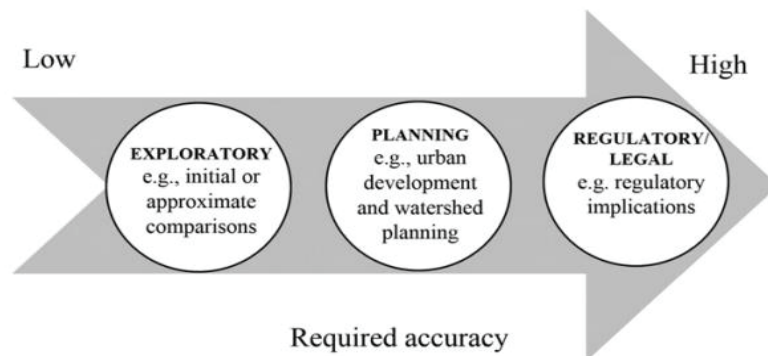 Low
High
EXPLORATORY
e.g., initial or
approximate
comparisons
PLANNING
e.g., urban
development
and watershed
planning
REGULATORY/
LEGAL
e.g. regulatory
implications
Required accuracy